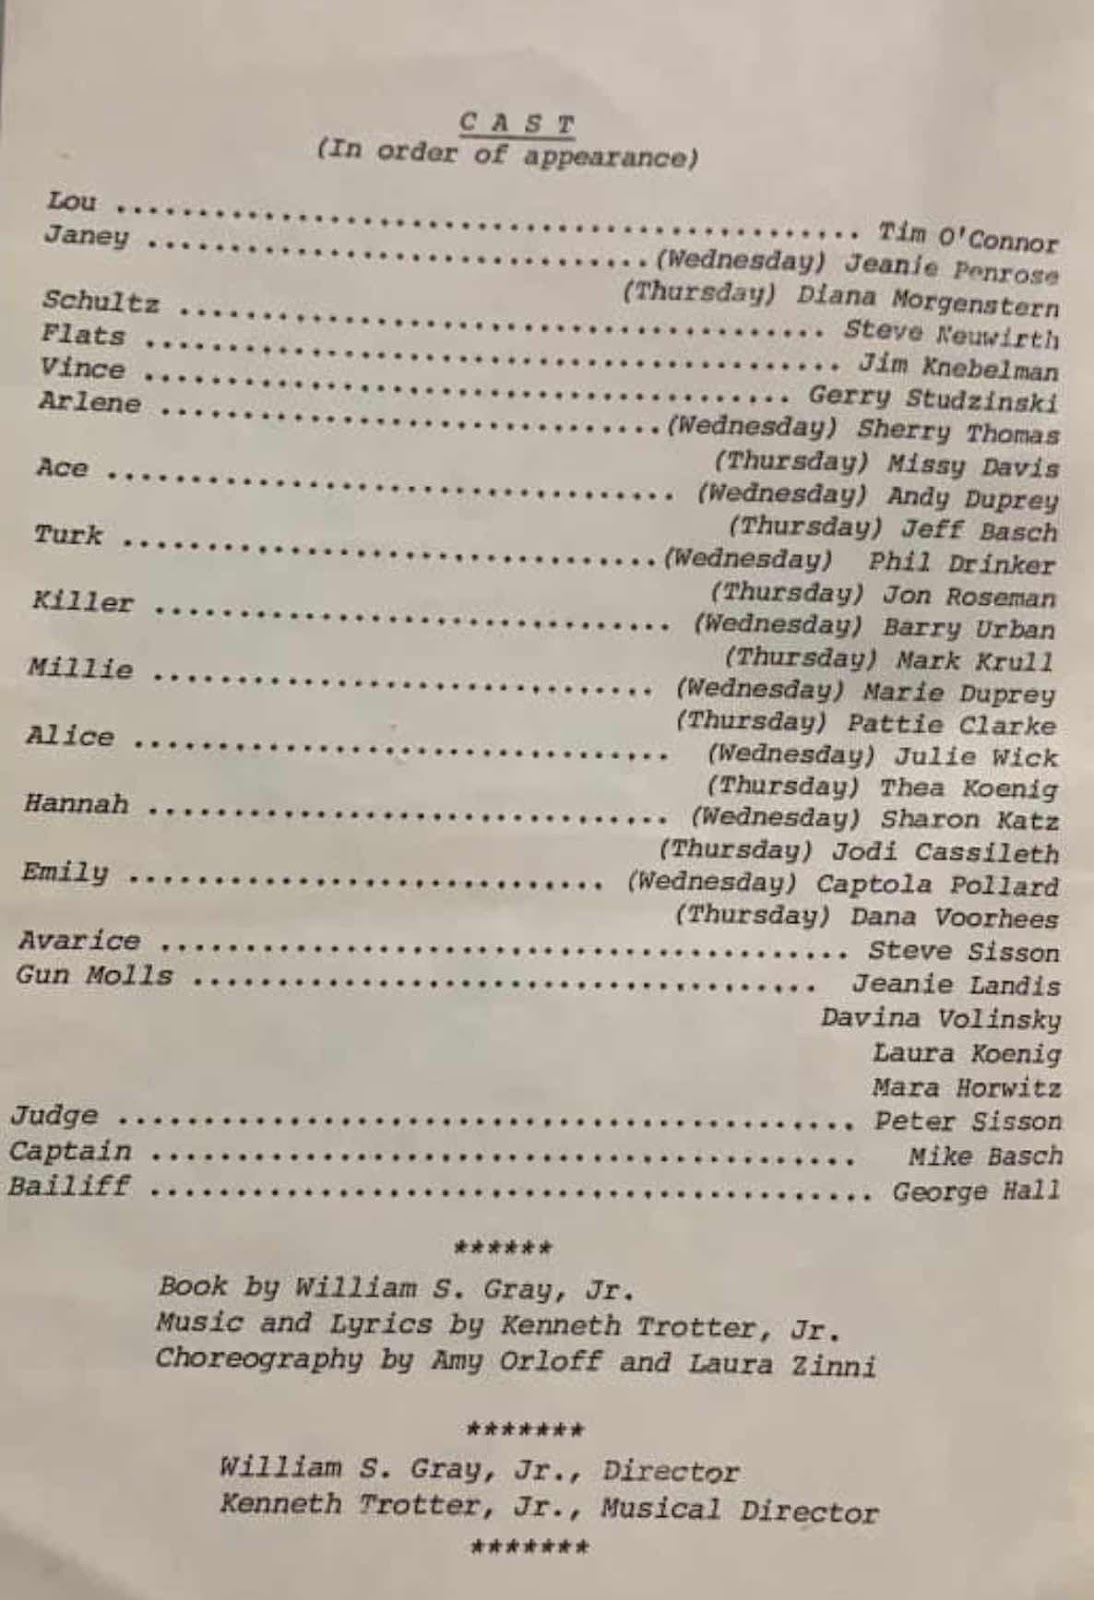 C A S T
(In order of appearance)
Lou ............................................. Tim O'Connor
Janey ...............................(Wednesday) Jeanie Penrose
(Thursday) Diana Morgenstern
Schultz ....................................... Steve Neuwirth
Flats ........................................... Jim Knebelman
Vince ........................................ Gerry Studzinski
Arlene ...............................(Wednesday) Sherry Thomas
(Thursday) Missy Davis
Ace ................................... (Wednesday) Andy Duprey
(Thursday) Jeff Basch
Turk .................................(Wednesday) Phil Drinker
(Thursday) Jon Roseman
Killer ................................ (Wednesday) Barry Urban
(Thursday) Mark Krull
Millie ............................... (Wednesday) Marie Duprey
(Thursday) Pattie Clarke
Alice ................................. (Wednesday) Julie Wick
(Thursday) Thea Koenig
Hannah ................................ (Wednesday) Sharon Katz
(Thursday) Jodi Cassileth
Emily ............................. (Wednesday) Captola Pollard
(Thursday) Dana Voorhees
Avarice .......................................... Steve Sisson
Gun Molls ...................................... Jeanie Landis
Davina Volinsky
Laura Koenig
Mara Horwitz
Judge ............................................ Peter Sisson
Captain .......................................... Mike Basch
Bailiff .......................................... George Hall
******
Book by William S. Gray, Jr.
Music and Lyrics by Kenneth Trotter, Jr.
Choreography by Amy Orloff and Laura Zinni
*******
William S. Gray, Jr., Director
Kenneth Trotter, Jr., Musical Director
*******